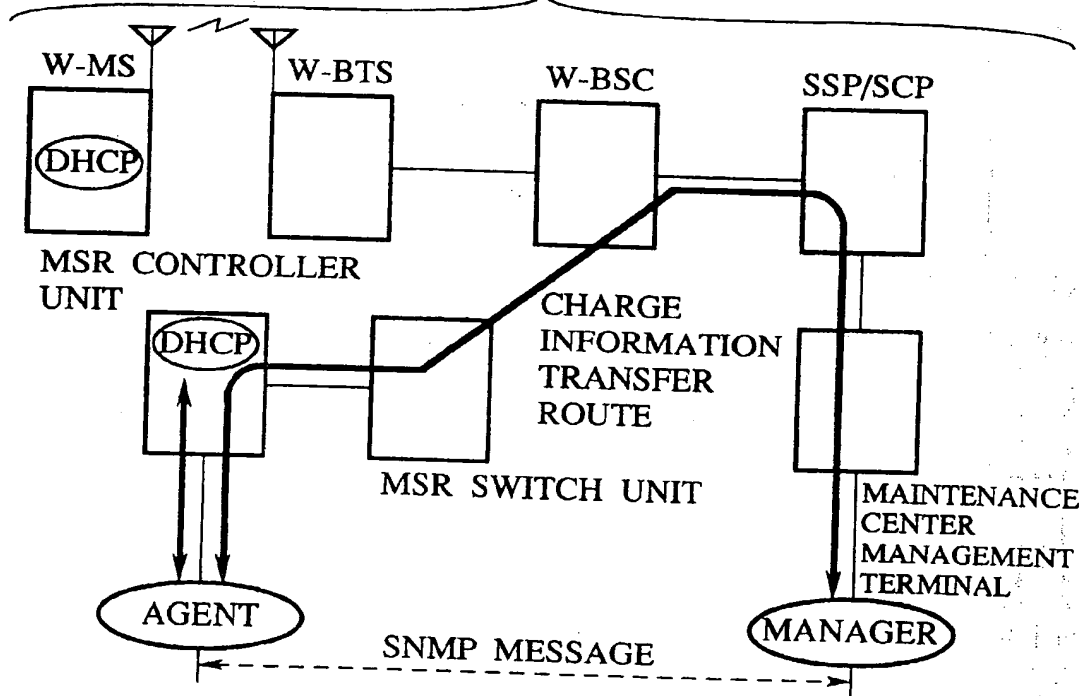 W-MS
W-BTS
W-BSC
SSP/SCP
DHCP
MSR CONTROLLER
UNIT
DHCP
CHARGE
INFORMATION
TRANSFER
ROUTE
MSR SWITCH UNIT
MAINTENANCE
CENTER
MANAGEMENT
TERMINAL
AGENT
MANAGER
SNMP MESSAGE